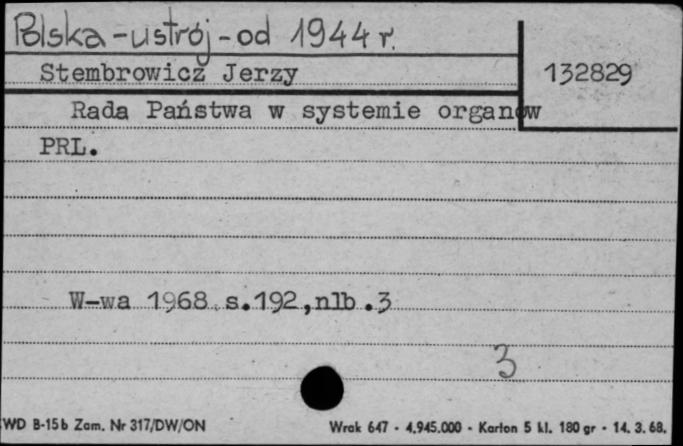 Polska - ustrój - od 1944 r.
Stembrowicz Jerzy
132829
Rada Państwa w systemie organów
PRL.
W-wa 1968 s.192,nlb.3
3
WD B-15b Zam. Nr 317/DW/ON
Wrak 647 - 4.945.000 - Karton 5 kl. 180 gr - 14. 3. 68.